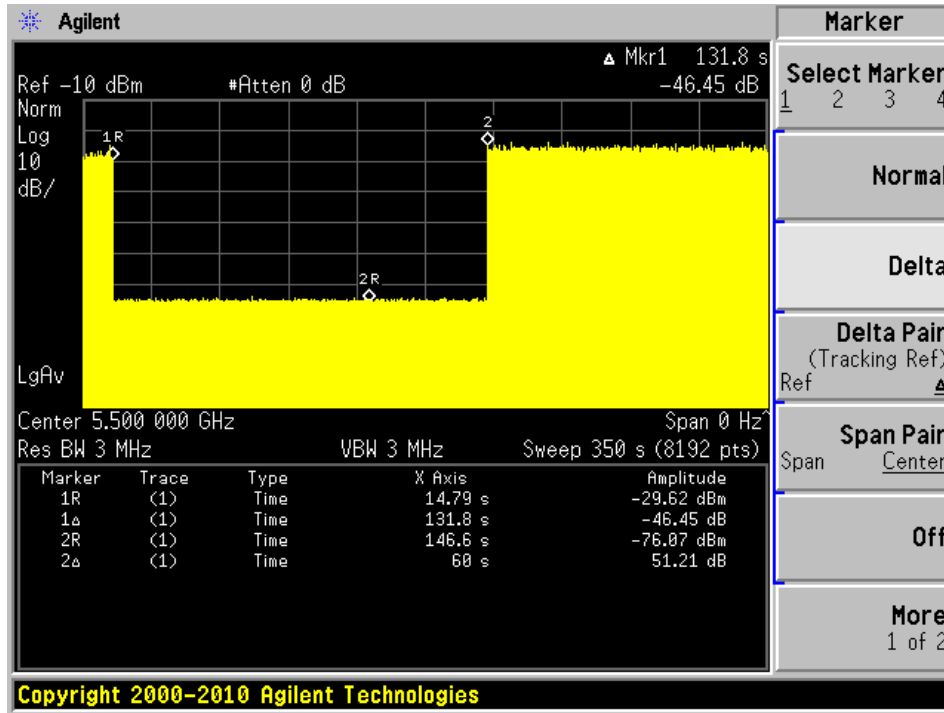 Agilent
Marker
Δ Mkr1 131.8 s
Ref −10 dBm #Atten 0 dB −46.45 dB
Norm
Log
10
dB/
1R
2
2R
LgAv
Center 5.500 000 GHz Span 0 Hz^
Res BW 3 MHz VBW 3 MHz Sweep 350 s (8192 pts)
Marker Trace Type X Axis Amplitude
1R (1) Time 14.79 s −29.62 dBm
1Δ (1) Time 131.8 s −46.45 dB
2R (1) Time 146.6 s −76.07 dBm
2Δ (1) Time 60 s 51.21 dB
Select Marker
1 2 3 4
Normal
Delta
Delta Pair
(Tracking Ref)
Ref Δ
Span Pair
Span Center
Off
More
1 of 2
Copyright 2000–2010 Agilent Technologies